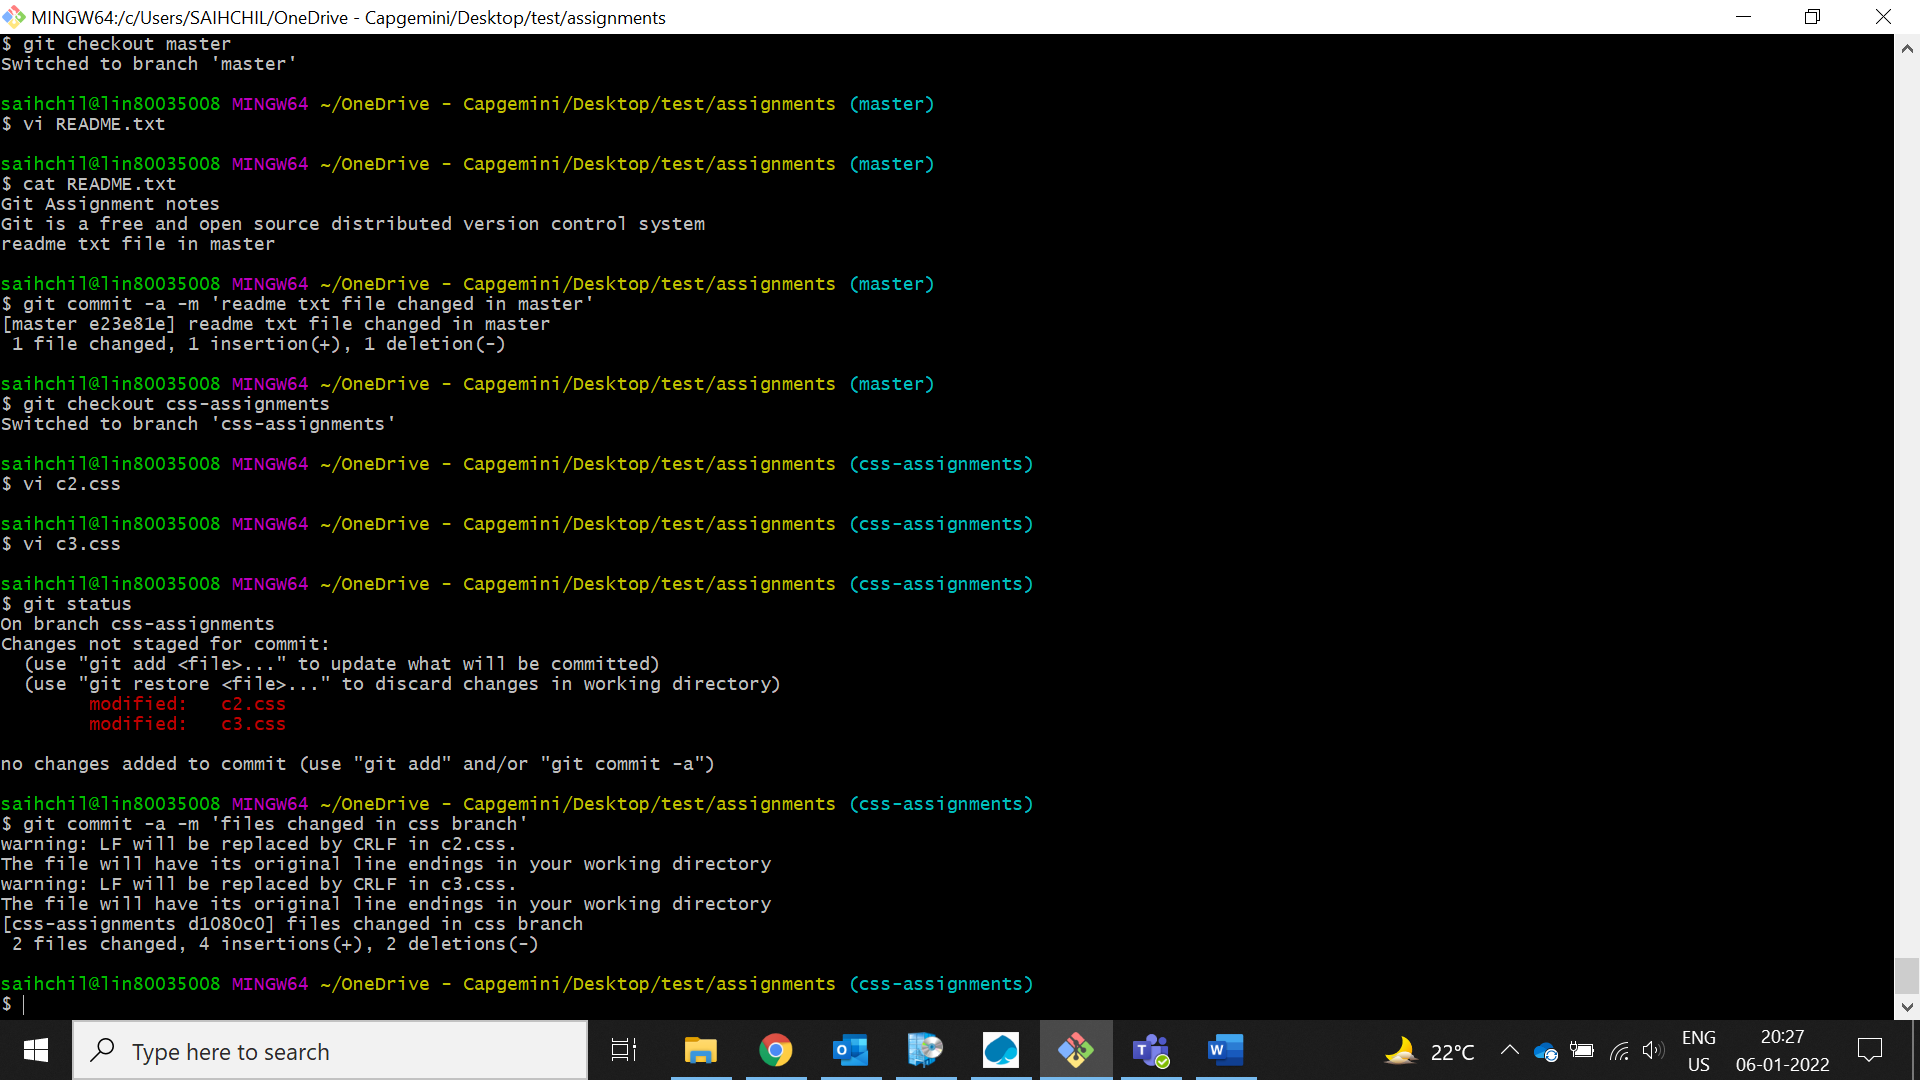 MINGW64:/c/Users/SAIHCHIL/OneDrive - Capgemini/Desktop/test/assignments
$ git checkout master
Switched to branch 'master'
saihchil@lin80035008 MINGW64 ~/OneDrive - Capgemini/Desktop/test/assignments (master)
$ vi README.txt
saihchil@lin80035008 MINGW64 ~/OneDrive - Capgemini/Desktop/test/assignments (master)
$ cat README.txt
Git Assignment notes
Git is a free and open source distributed version control system
readme txt file in master
saihchil@lin80035008 MINGW64 ~/OneDrive - Capgemini/Desktop/test/assignments (master)
$ git commit -a -m 'readme txt file changed in master'
[master e23e81e] readme txt file changed in master
 1 file changed, 1 insertion(+), 1 deletion(-)
saihchil@lin80035008 MINGW64 ~/OneDrive - Capgemini/Desktop/test/assignments (master)
$ git checkout css-assignments
Switched to branch 'css-assignments'
saihchil@lin80035008 MINGW64 ~/OneDrive - Capgemini/Desktop/test/assignments (css-assignments)
$ vi c2.css
saihchil@lin80035008 MINGW64 ~/OneDrive - Capgemini/Desktop/test/assignments (css-assignments)
$ vi c3.css
saihchil@lin80035008 MINGW64 ~/OneDrive - Capgemini/Desktop/test/assignments (css-assignments)
$ git status
On branch css-assignments
Changes not staged for commit:
  (use "git add <file>..." to update what will be committed)
  (use "git restore <file>..." to discard changes in working directory)
        modified:   c2.css
        modified:   c3.css
no changes added to commit (use "git add" and/or "git commit -a")
saihchil@lin80035008 MINGW64 ~/OneDrive - Capgemini/Desktop/test/assignments (css-assignments)
$ git commit -a -m 'files changed in css branch'
warning: LF will be replaced by CRLF in c2.css.
The file will have its original line endings in your working directory
warning: LF will be replaced by CRLF in c3.css.
The file will have its original line endings in your working directory
[css-assignments d1080c0] files changed in css branch
 2 files changed, 4 insertions(+), 2 deletions(-)
saihchil@lin80035008 MINGW64 ~/OneDrive - Capgemini/Desktop/test/assignments (css-assignments)
$
Type here to search
22°C
ENG
US
20:27
06-01-2022